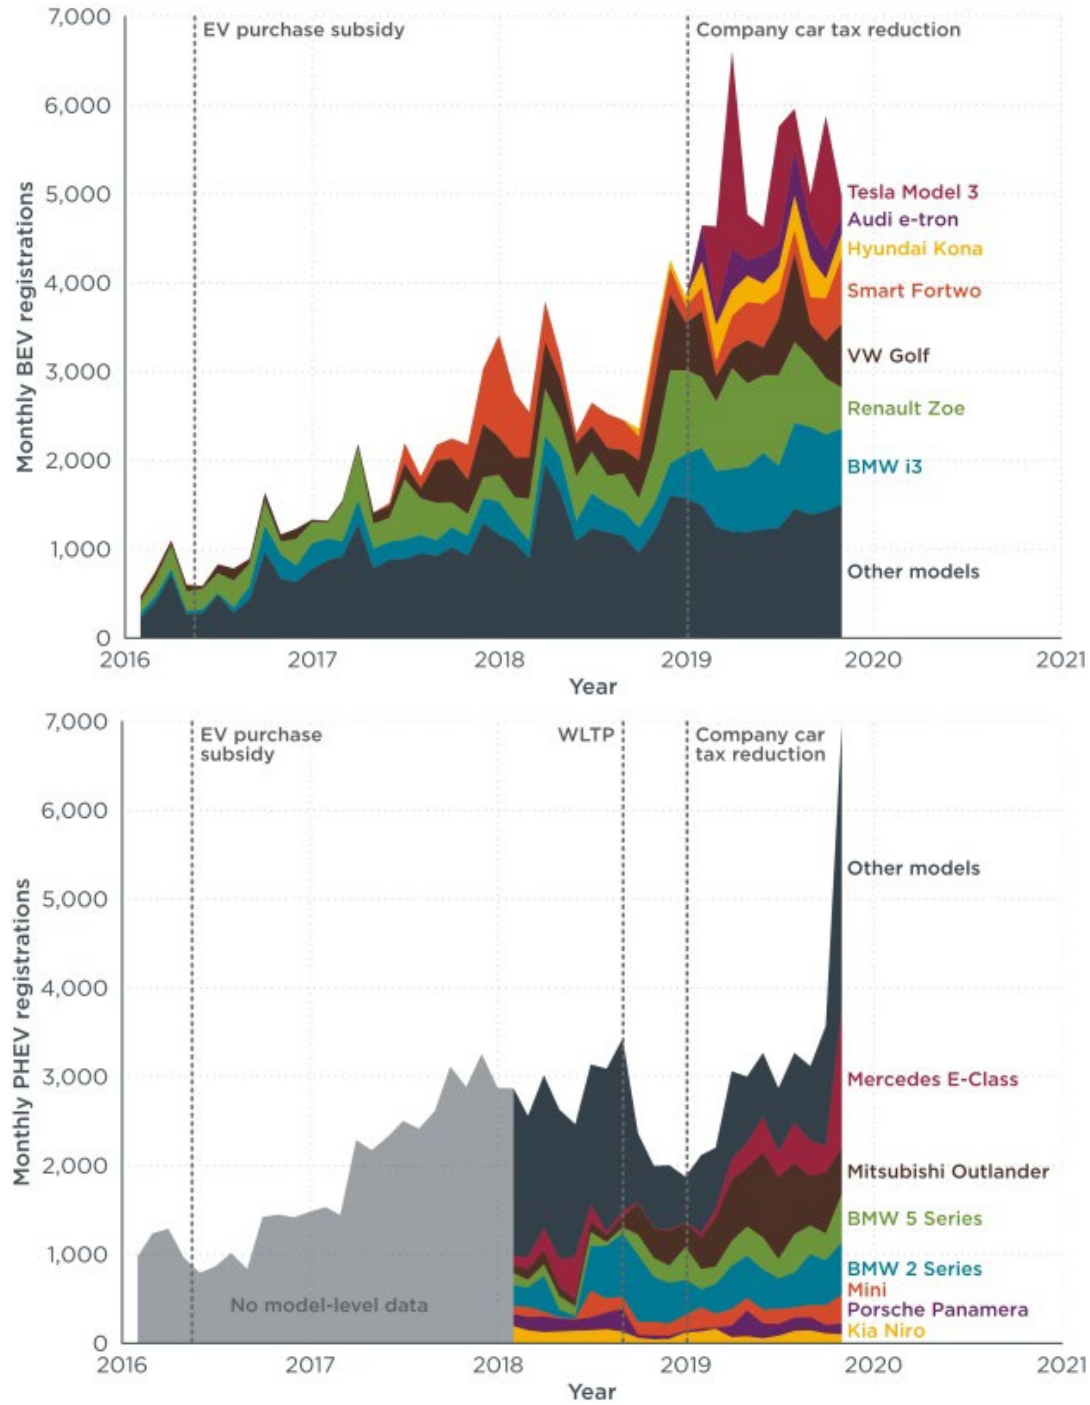 7,000
EV purchase subsidy
Company car tax reduction
6,000
5,000
4,000
3,000
2,000
1,000
0
Monthly BEV registrations
Tesla Model 3
Audi e-tron
Hyundai Kona
Smart Fortwo
VW Golf
Renault Zoe
BMW i3
Other models
2016
2017
2018
2019
2020
2021
Year
7,000
EV purchase
subsidy
WLTP
Company car
tax reduction
6,000
5,000
4,000
3,000
2,000
1,000
0
Monthly PHEV registrations
Other models
Mercedes E-Class
Mitsubishi Outlander
BMW 5 Series
BMW 2 Series
Mini
Porsche Panamera
Kia Niro
No model-level data
2016
2017
2018
2019
2020
2021
Year